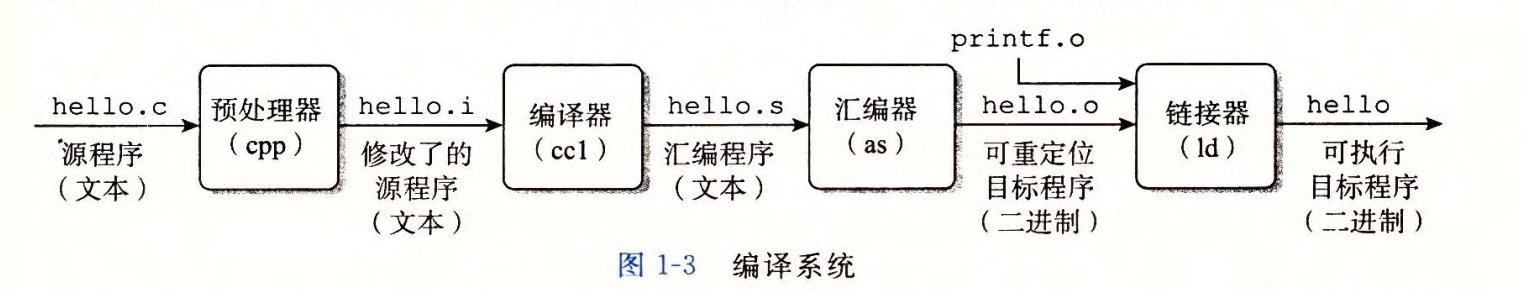 printf.o
hello.c
预处理器
（cpp）
hello.i
编译器
（cc1）
hello.s
汇编器
（as）
hello.o
链接器
（ld）
hello
源程序
（文本）
修改了的
源程序
（文本）
汇编程序
（文本）
可重定位
目标程序
（二进制）
可执行
目标程序
（二进制）
图 1-3 编译系统